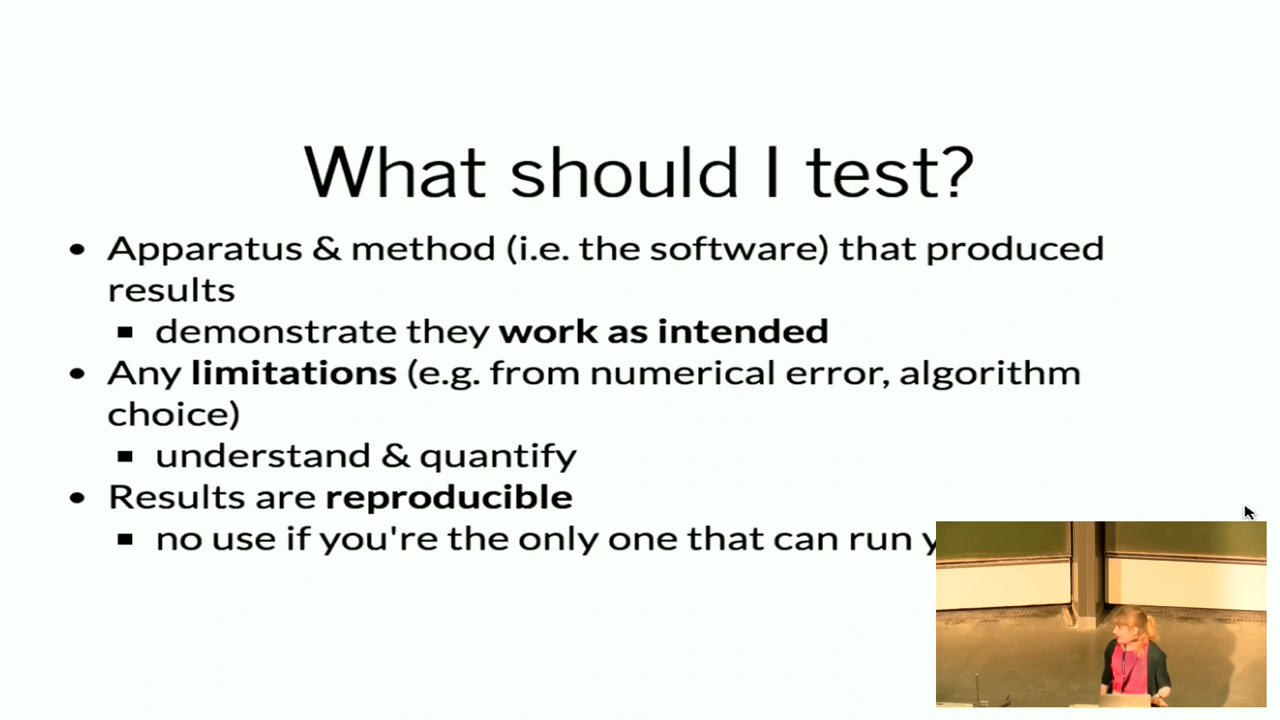 What should I test?
• Apparatus & method (i.e. the software) that produced
results
▪ demonstrate they work as intended
• Any limitations (e.g. from numerical error, algorithm
choice)
▪ understand & quantify
• Results are reproducible
▪ no use if you're the only one that can run